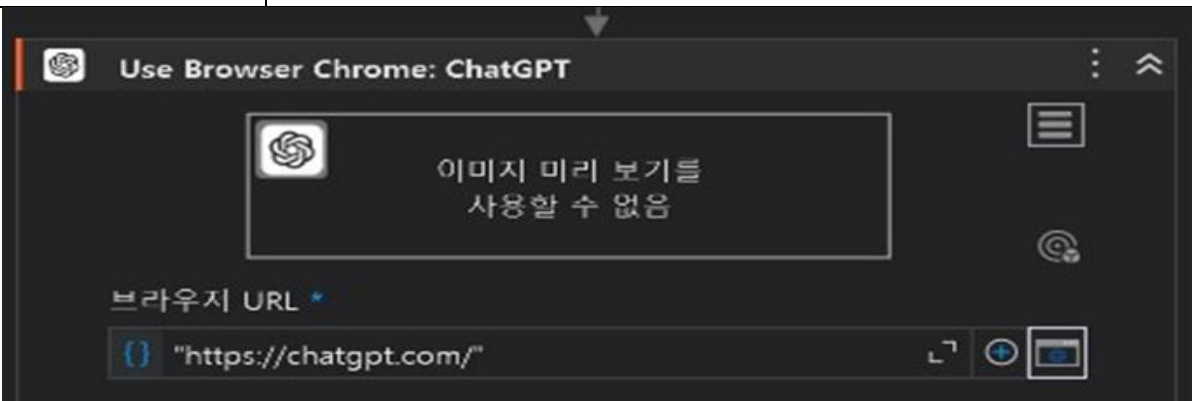 Use Browser Chrome: ChatGPT
이미지 미리 보기를
사용할 수 없음
브라우저 URL *
{} "https://chatgpt.com/"